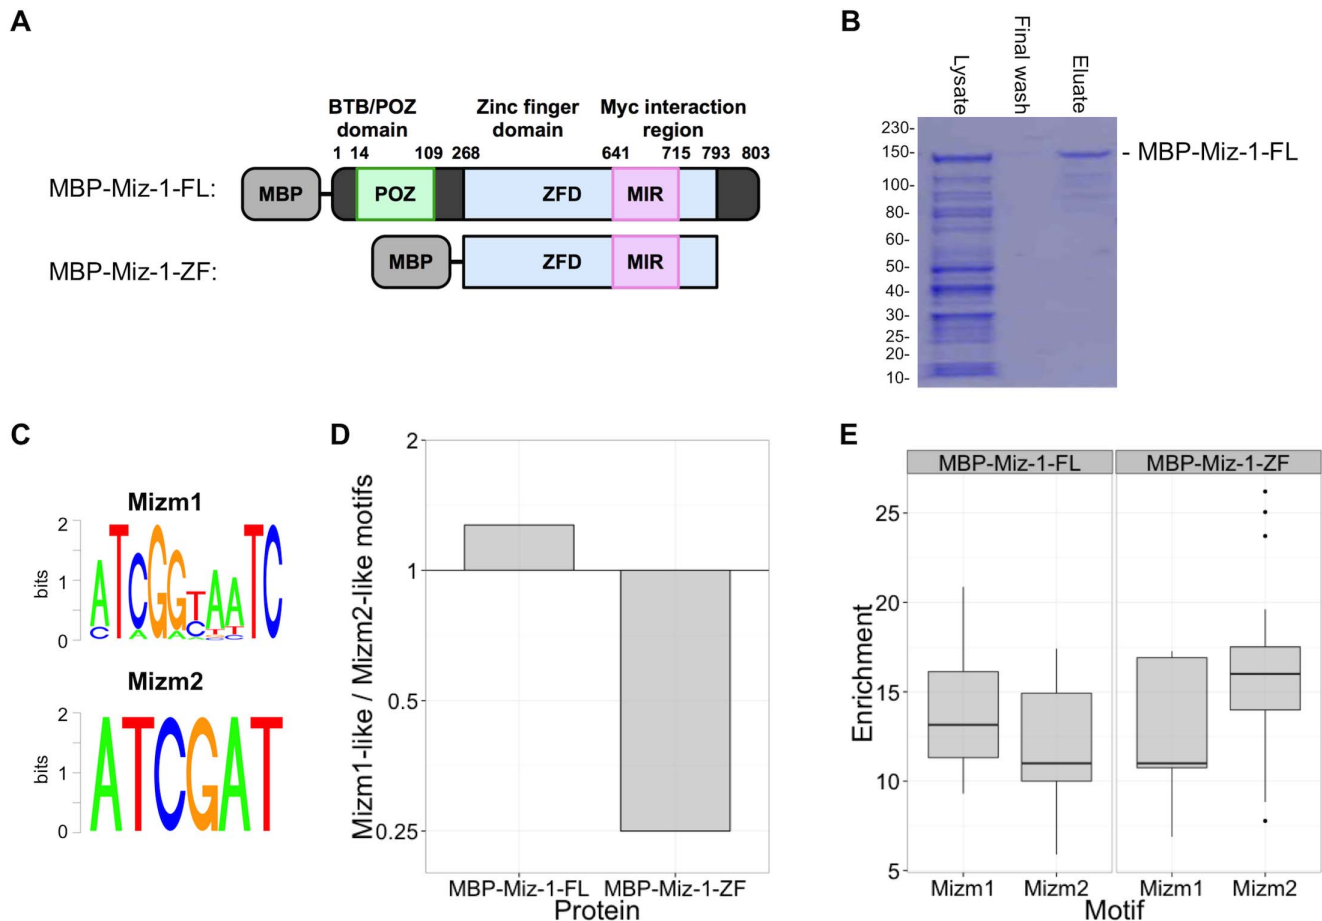 A
BTB/POZ
domain
Zinc finger
domain
Myc interaction
region
1 14 109 268 641 715 793 803
MBP-Miz-1-FL:
MBP
POZ
ZFD
MIR
MBP-Miz-1-ZF:
MBP
ZFD
MIR
B
Lysate
Final wash
Eluate
230-
150-
100-
80-
60-
50-
40-
30-
25-
20-
10-
- MBP-Miz-1-FL
C
Mizm1
2
1
0
bits
ATCGGTAATC
C A A C T T
A C C
Mizm2
2
1
0
bits
ATCGAT
D
Mizm1-like / Mizm2-like motifs
2
1
0.5
0.25
MBP-Miz-1-FL MBP-Miz-1-ZF
Protein
E
MBP-Miz-1-FL MBP-Miz-1-ZF
Enrichment
25
20
15
10
5
Mizm1 Mizm2 Mizm1 Mizm2
Motif